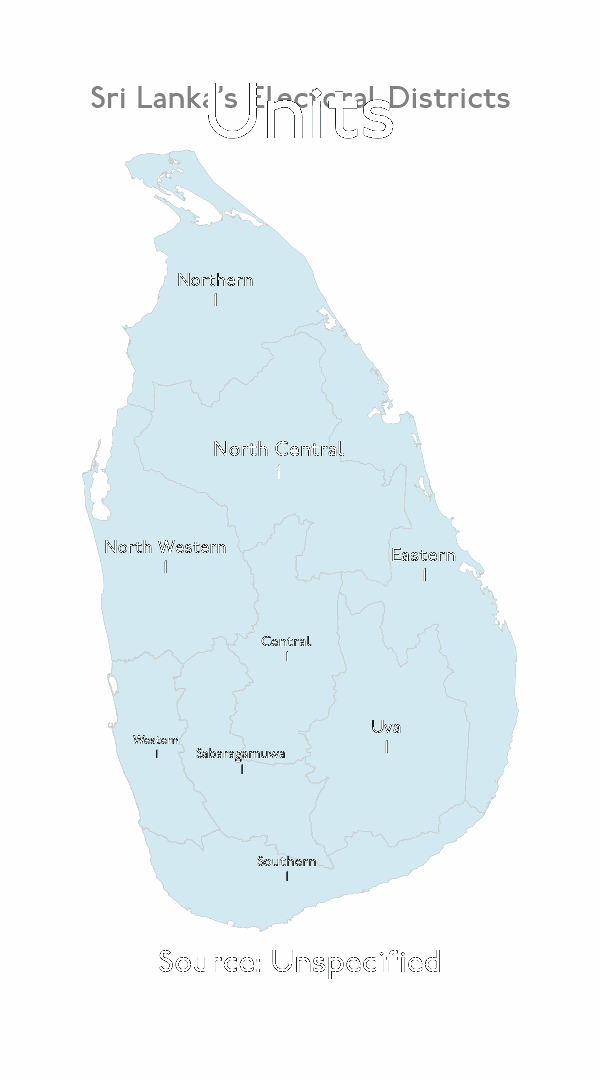 Sri Lanka's Electoral Districts
Units
Northern
1
North Central
1
North Western
1
Eastern
1
Central
1
Uva
1
Western
1
Sabaragamuwa
1
Southern
1
Source: Unspecified